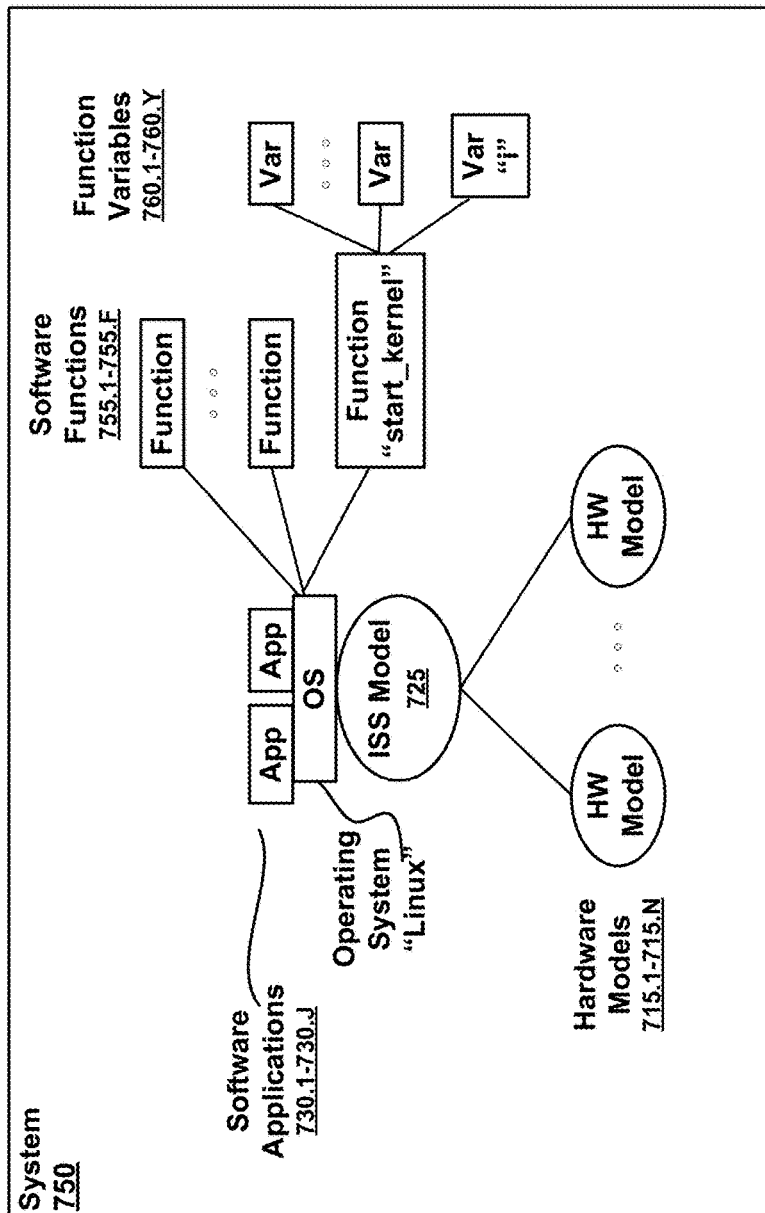 System
750
Software
Applications
730.1-730.J
Operating
System
“Linux”
App
App
OS
ISS Model
725
Hardware
Models
715.1-715.N
HW
Model
HW
Model
Software
Functions
755.1-755.F
Function
Function
Function
“start_kernel”
Function
Variables
760.1-760.Y
Var
Var
Var
“i”